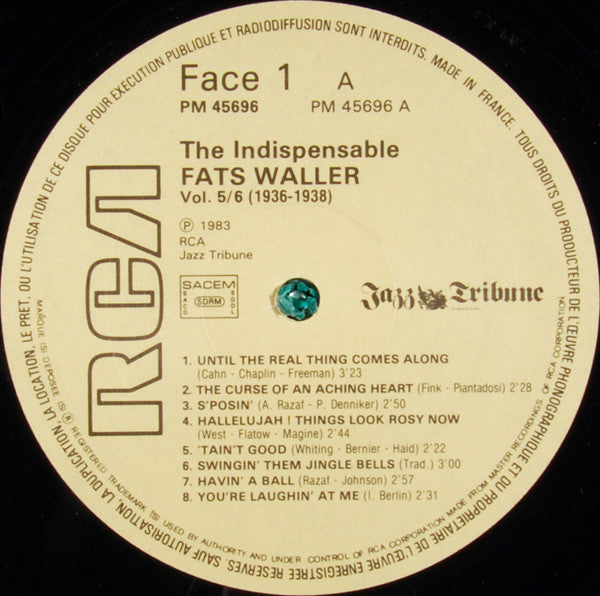 Face 1 A
PM 45696 PM 45696 A
The Indispensable
FATS WALLER
Vol. 5/6 (1936-1938)
Ⓟ 1983
RCA
Jazz Tribune
RCA
SACEM
SACD SDRM SGDL
Jazz Tribune
1. UNTIL THE REAL THING COMES ALONG
(Cahn - Chaplin - Freeman) 3'23
2. THE CURSE OF AN ACHING HEART (Fink - Piantadosi) 2'28
3. S'POSIN' (A. Razaf - P. Denniker) 2'50
4. HALLELUJAH ! THINGS LOOK ROSY NOW
(West - Flatow - Magine) 2'44
5. 'TAIN'T GOOD (Whiting - Bernier - Haid) 2'22
6. SWINGIN' THEM JINGLE BELLS (Trad.) 3'00
7. HAVIN' A BALL (Razaf - Johnson) 2'57
8. YOU'RE LAUGHIN' AT ME (I. Berlin) 2'31
MADE IN FRANCE. TOUS DROITS DU PRODUCTEUR DE L'ŒUVRE PHONOGRAPHIQUE ET DU PROPRIETAIRE DE L'ŒUVRE ENREGISTREE RESERVES. SAUF AUTORISATION, LA DUPLICATION, LA LOCATION, LE PRET, OU L'UTILISATION DE CE DISQUE POUR EXECUTION PUBLIQUE ET RADIODIFFUSION SONT INTERDITS.
MARQUE (S) DEPOSEE (S) ® REGISTERED TRADEMARK (S) USED BY AUTHORITY AND UNDER CONTROL OF RCA CORPORATION MADE FROM MASTER RECORDINGS OF RCA CORPORATION